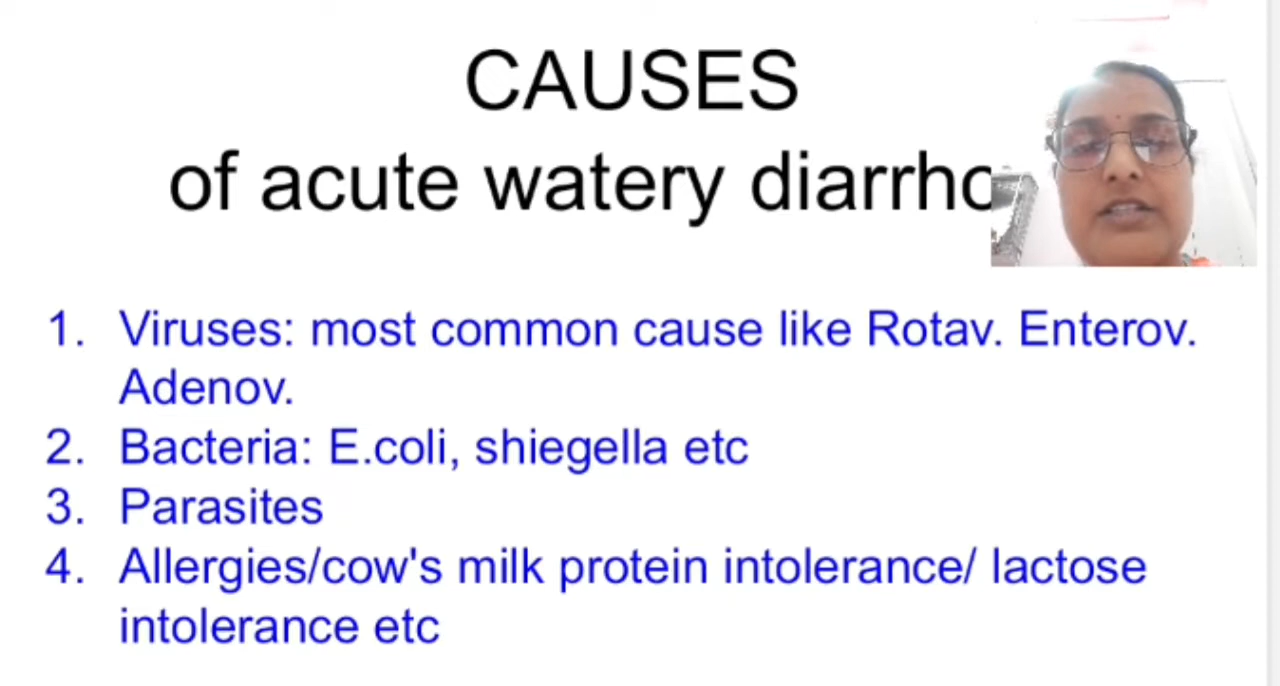 CAUSES
of acute watery diarrho
1. Viruses: most common cause like Rotav. Enterov.
Adenov.
2. Bacteria: E.coli, shiegella etc
3. Parasites
4. Allergies/cow's milk protein intolerance/ lactose
intolerance etc